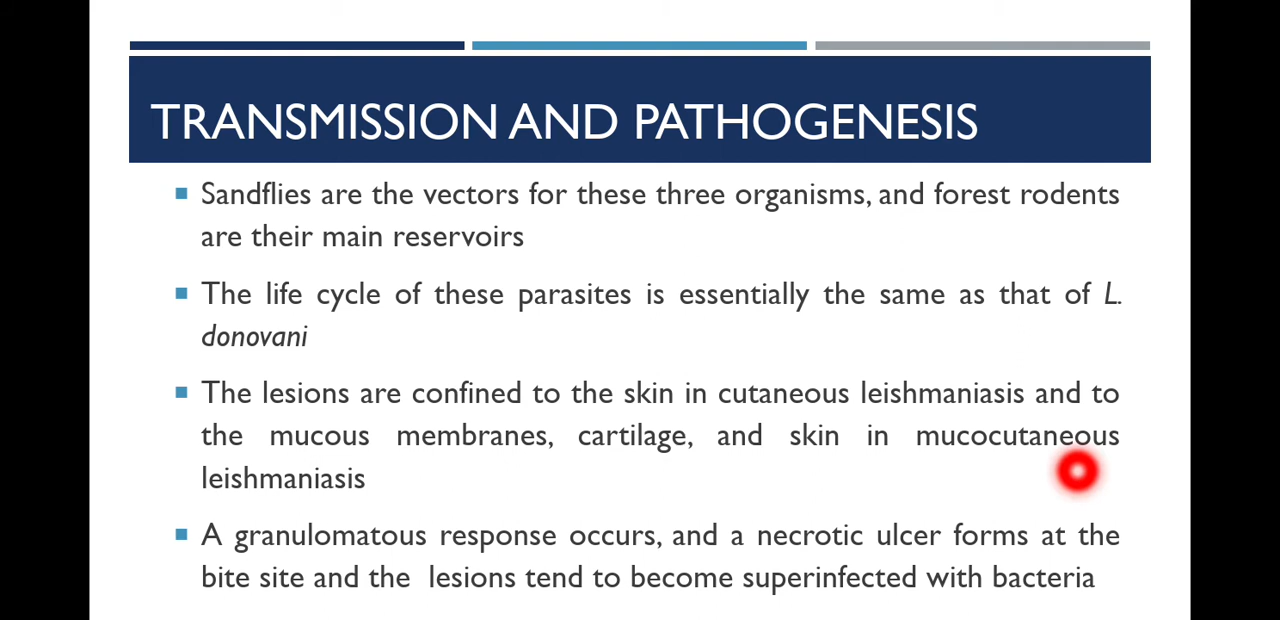 TRANSMISSION AND PATHOGENESIS
Sandflies are the vectors for these three organisms, and forest rodents
are their main reservoirs
The life cycle of these parasites is essentially the same as that of L.
donovani
The lesions are confined to the skin in cutaneous leishmaniasis and to
the mucous membranes, cartilage, and skin in mucocutaneous
leishmaniasis
A granulomatous response occurs, and a necrotic ulcer forms at the
bite site and the lesions tend to become superinfected with bacteria